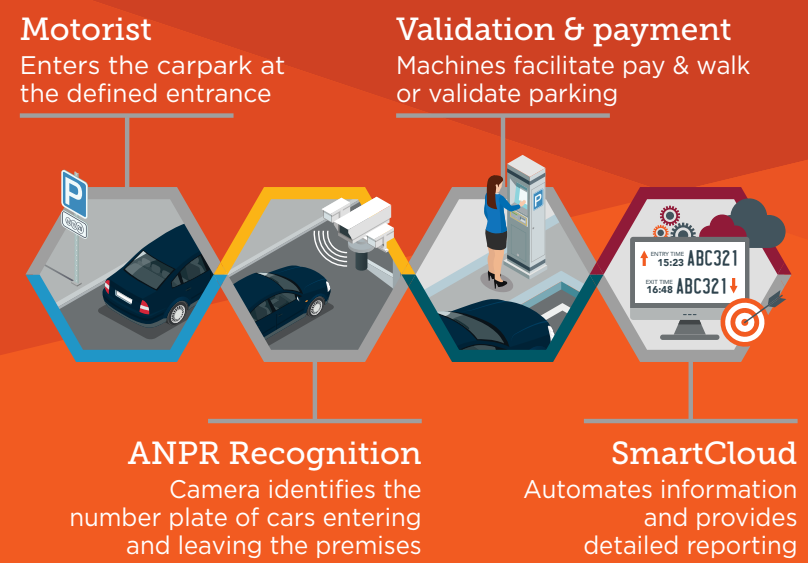 Motorist
Enters the carpark at
the defined entrance
Validation & payment
Machines facilitate pay & walk
or validate parking
P
P
ENTRY TIME
15:23 ABC321
EXIT TIME
16:48 ABC321
ANPR Recognition
Camera identifies the
number plate of cars entering
and leaving the premises
SmartCloud
Automates information
and provides
detailed reporting